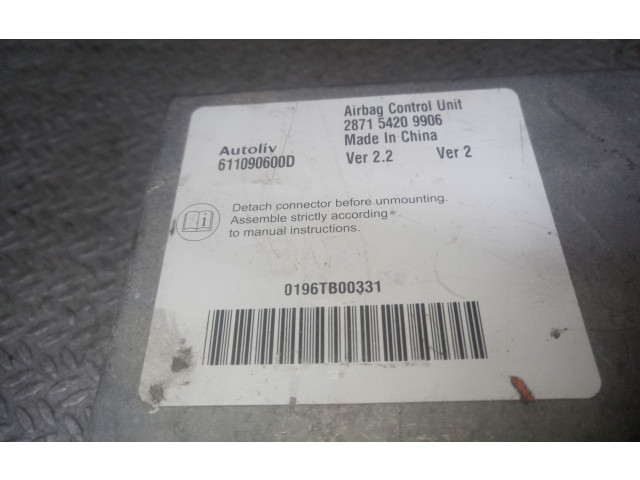 Airbag Control Unit
2871 5420 9906
Made In China
Autoliv
611090600D
Ver 2.2 Ver 2
Detach connector before unmounting.
Assemble strictly according
to manual instructions.
0196TB00331